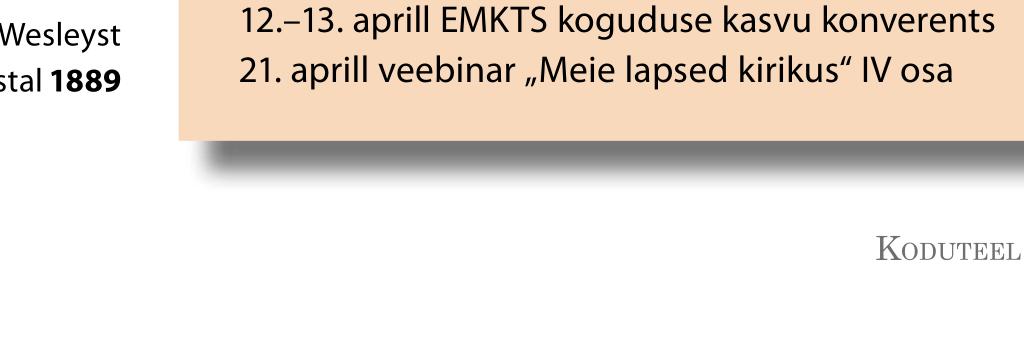 Wesleyst
stal 1889
12.–13. aprill EMKTS koguduse kasvu konverents
21. aprill veebinar „Meie lapsed kirikus“ IV osa
Koduteel